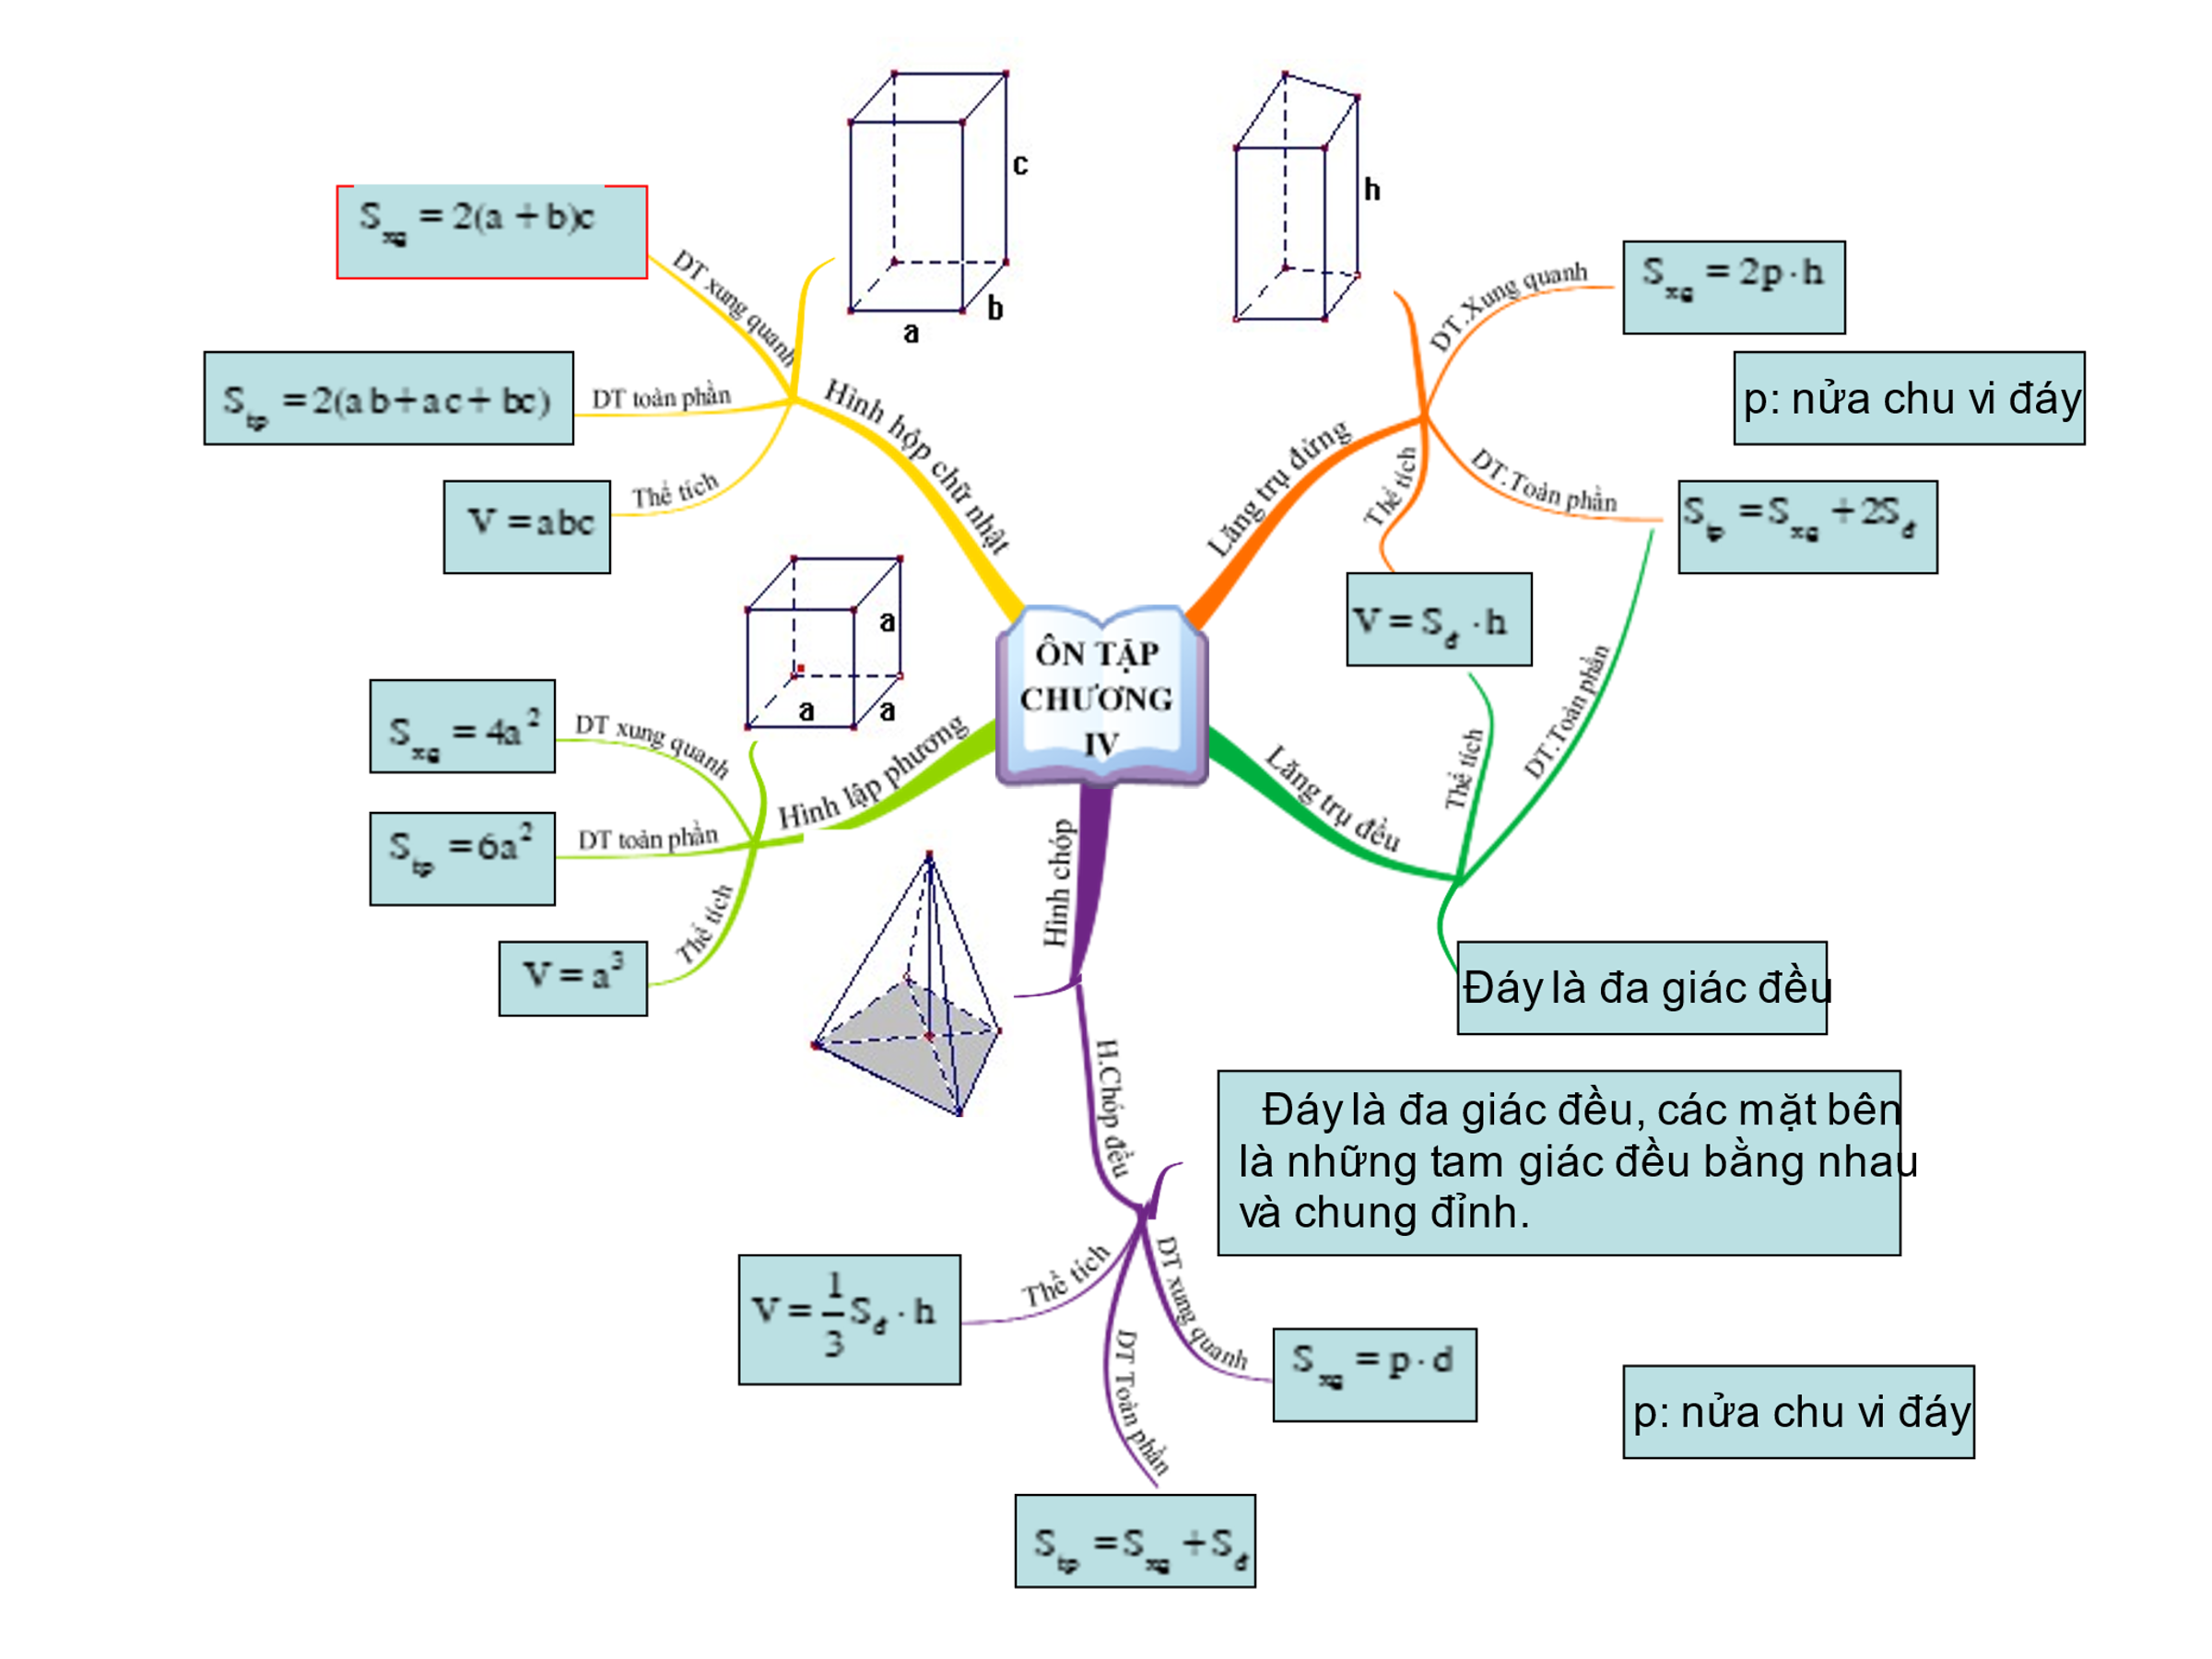 ÔN TẬP
CHƯƠNG
IV
Hình hộp chữ nhật
DT xung quanh
S_xq = 2(a + b)c
DT toàn phần
S_tp = 2(ab + ac + bc)
Thể tích
V = abc
c
b
a
Hình lập phương
a
a
a
DT xung quanh
S_xq = 4a²
DT toàn phần
S_tp = 6a²
Thể tích
V = a³
Lăng trụ đứng
h
DT.Xung quanh
S_xq = 2p · h
p: nửa chu vi đáy
DT.Toàn phần
S_tp = S_xq + 2S_đ
Thể tích
V = S_đ · h
Lăng trụ đều
Thể tích
DT.Toàn phần
Đáy là đa giác đều
Hình chóp
H.Chóp đều
Đáy là đa giác đều, các mặt bên
là những tam giác đều bằng nhau
và chung đỉnh.
Thể tích
V = 1/3 S_đ · h
DT xung quanh
S_xq = p · d
p: nửa chu vi đáy
DT Toàn phần
S_tp = S_xq + S_đ